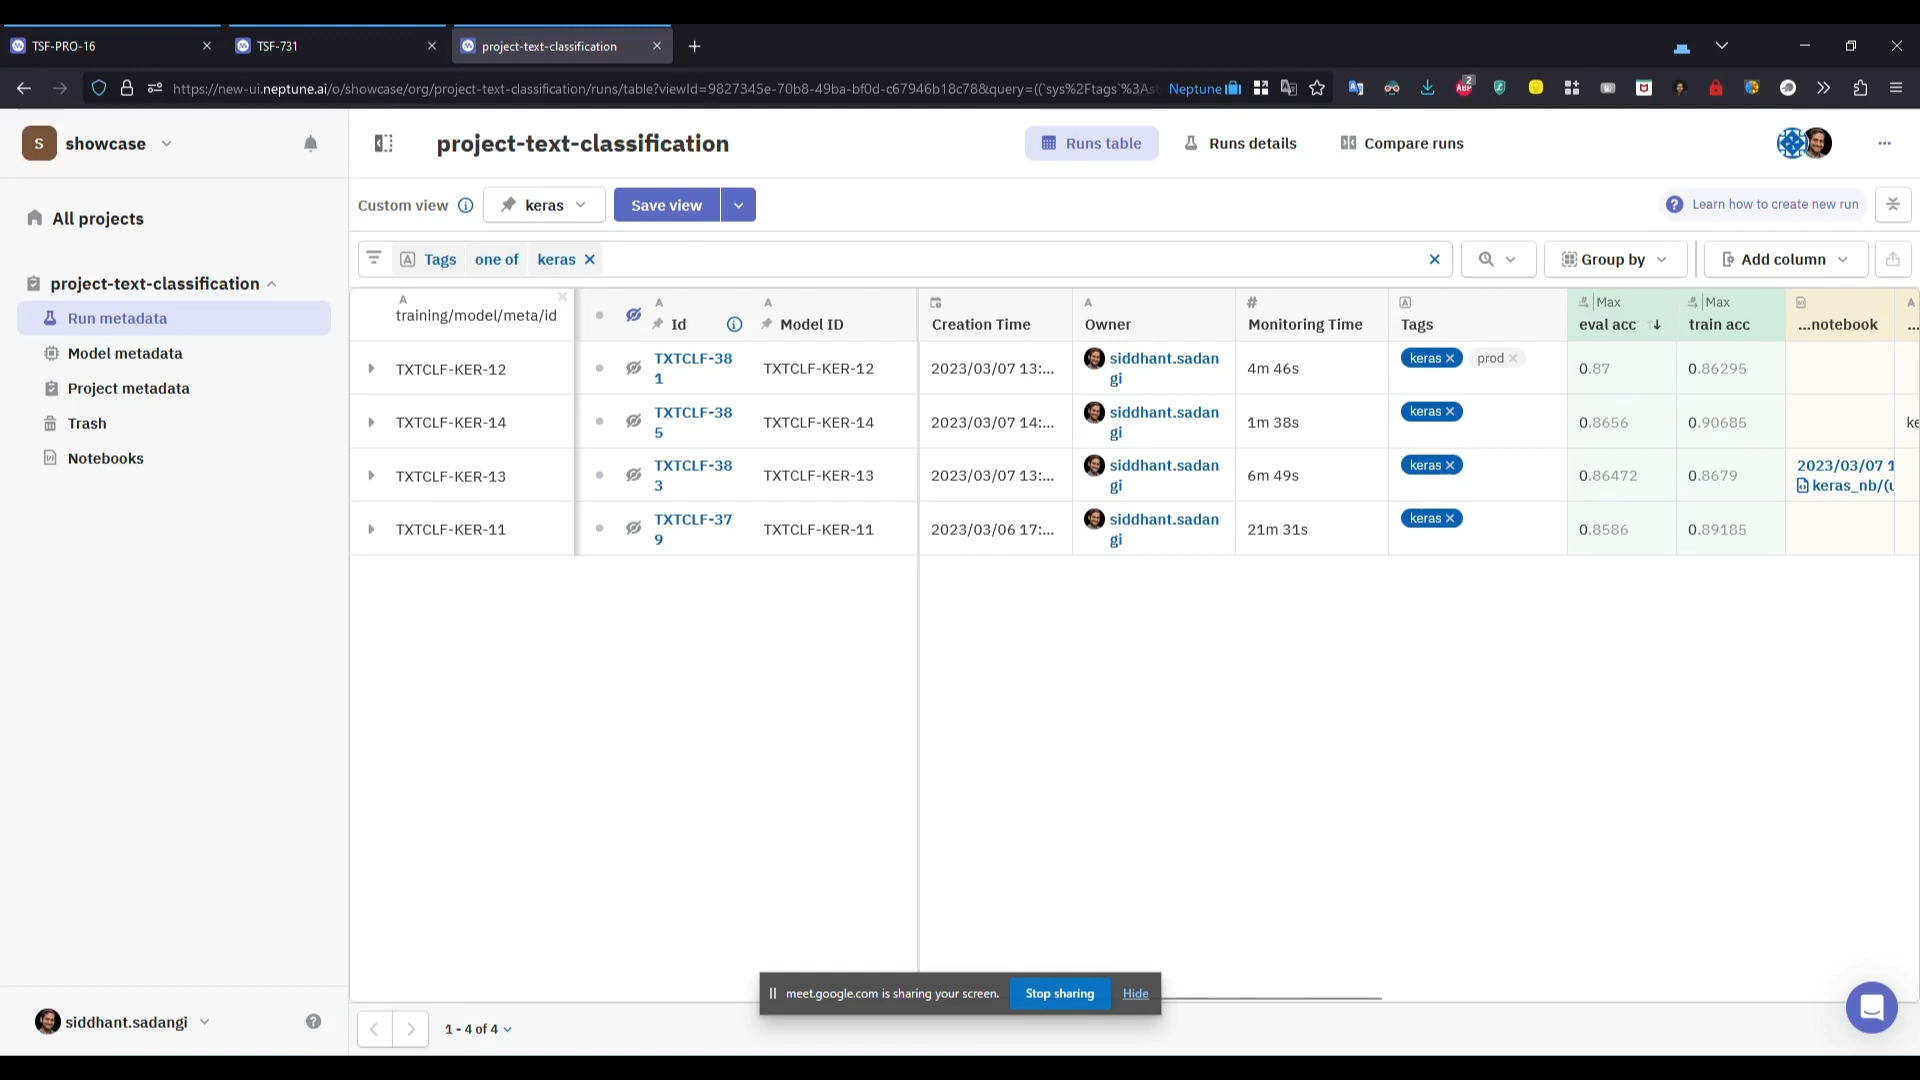 TSF-PRO-16
TSF-731
project-text-classification
https://new-ui.neptune.ai/o/showcase/org/project-text-classification/runs/table?viewId=9827345e-70b8-49ba-bf0d-c67946b18c78&query=((`sys%2Ftags`%3Ast
Neptune
2
ABP
S
showcase
project-text-classification
Runs table
Runs details
Compare runs
Custom view
keras
Save view
Learn how to create new run
All projects
project-text-classification
Run metadata
Model metadata
Project metadata
Trash
Notebooks
Tags one of keras
Group by
Add column
training/model/meta/id
Id
Model ID
Creation Time
Owner
Monitoring Time
Tags
Max
eval acc
Max
train acc
...notebook
...
TXTCLF-KER-12
TXTCLF-38
1
TXTCLF-KER-12
2023/03/07 13:...
siddhant.sadan
gi
4m 46s
keras
prod
0.87
0.86295
TXTCLF-KER-14
TXTCLF-38
5
TXTCLF-KER-14
2023/03/07 14:...
siddhant.sadan
gi
1m 38s
keras
0.8656
0.90685
ke
TXTCLF-KER-13
TXTCLF-38
3
TXTCLF-KER-13
2023/03/07 13:...
siddhant.sadan
gi
6m 49s
keras
0.86472
0.8679
2023/03/07 1
keras_nb/(u
TXTCLF-KER-11
TXTCLF-37
9
TXTCLF-KER-11
2023/03/06 17:...
siddhant.sadan
gi
21m 31s
keras
0.8586
0.89185
meet.google.com is sharing your screen.
Stop sharing
Hide
siddhant.sadangi
1 - 4 of 4